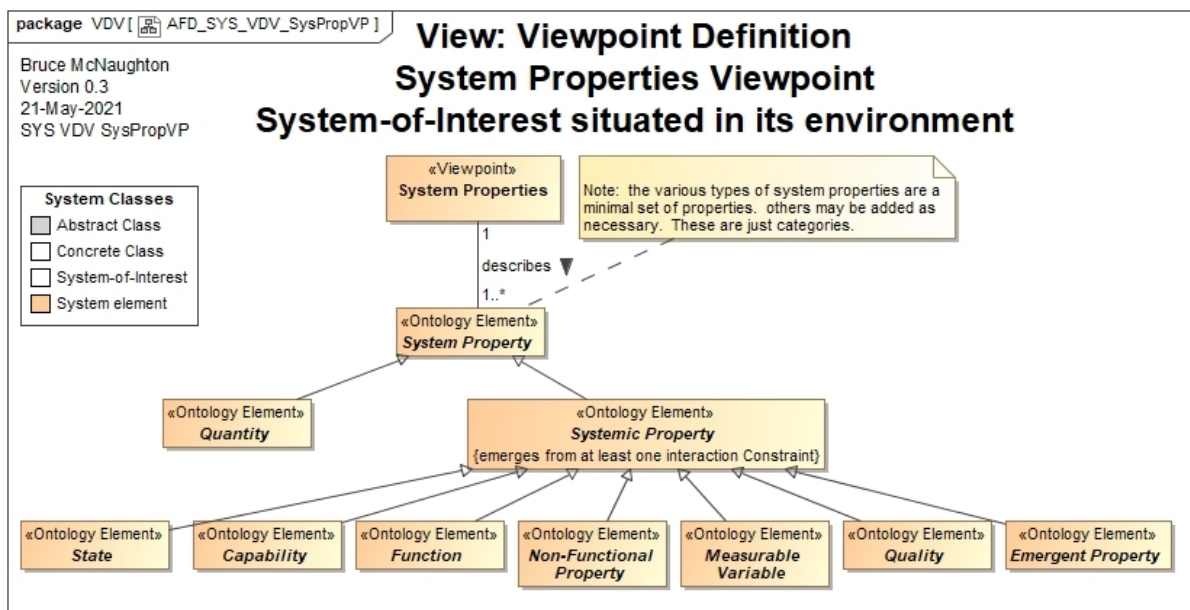 package VDV [ AFD_SYS_VDV_SysPropVP ]
View: Viewpoint Definition
System Properties Viewpoint
System-of-Interest situated in its environment
Bruce McNaughton
Version 0.3
21-May-2021
SYS VDV SysPropVP
System Classes
Abstract Class
Concrete Class
System-of-Interest
System element
«Viewpoint»
System Properties
Note: the various types of system properties are a
minimal set of properties. others may be added as
necessary. These are just categories.
1
describes
1..*
«Ontology Element»
System Property
«Ontology Element»
Quantity
«Ontology Element»
Systemic Property
{emerges from at least one interaction Constraint}
«Ontology Element»
State
«Ontology Element»
Capability
«Ontology Element»
Function
«Ontology Element»
Non-Functional
Property
«Ontology Element»
Measurable
Variable
«Ontology Element»
Quality
«Ontology Element»
Emergent Property